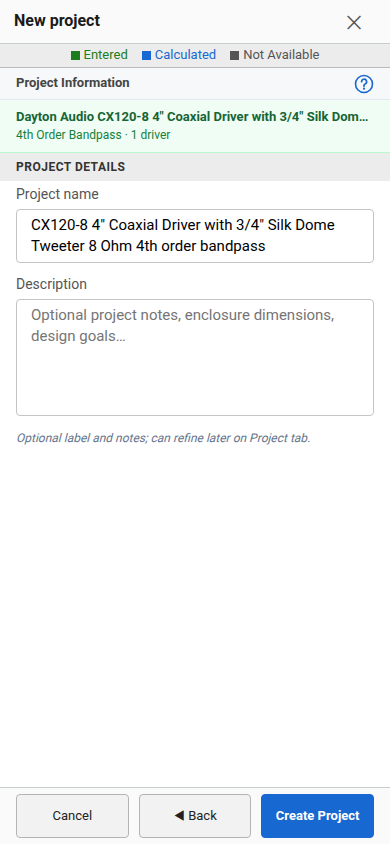 New project
Entered Calculated Not Available
Project Information
Dayton Audio CX120-8 4" Coaxial Driver with 3/4" Silk Dom...
4th Order Bandpass · 1 driver
PROJECT DETAILS
Project name
CX120-8 4" Coaxial Driver with 3/4" Silk Dome
Tweeter 8 Ohm 4th order bandpass
Description
Optional project notes, enclosure dimensions,
design goals...
Optional label and notes; can refine later on Project tab.
Cancel ◀ Back Create Project